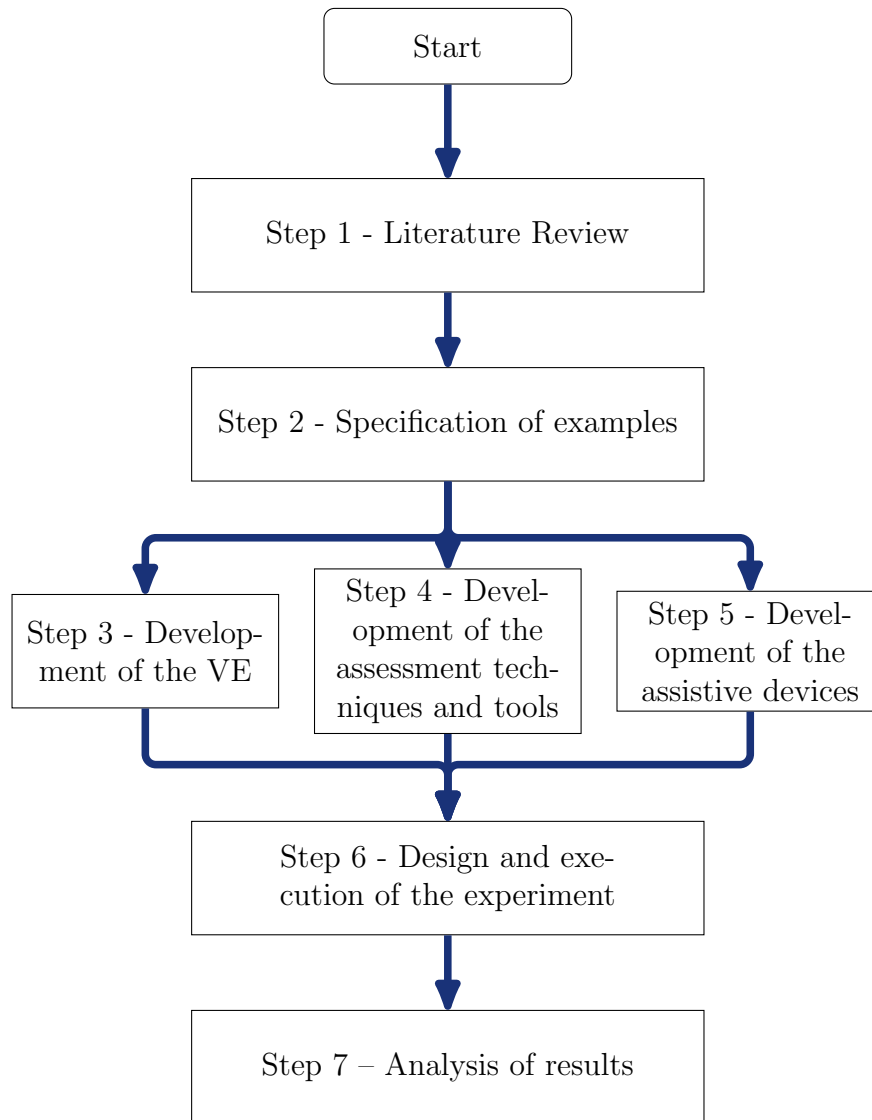 Start
Step 1 - Literature Review
Step 2 - Specification of examples
Step 3 - Develop-
ment of the VE
Step 4 - Devel-
opment of the
assessment tech-
niques and tools
Step 5 - Devel-
opment of the
assistive devices
Step 6 - Design and exe-
cution of the experiment
Step 7 – Analysis of results